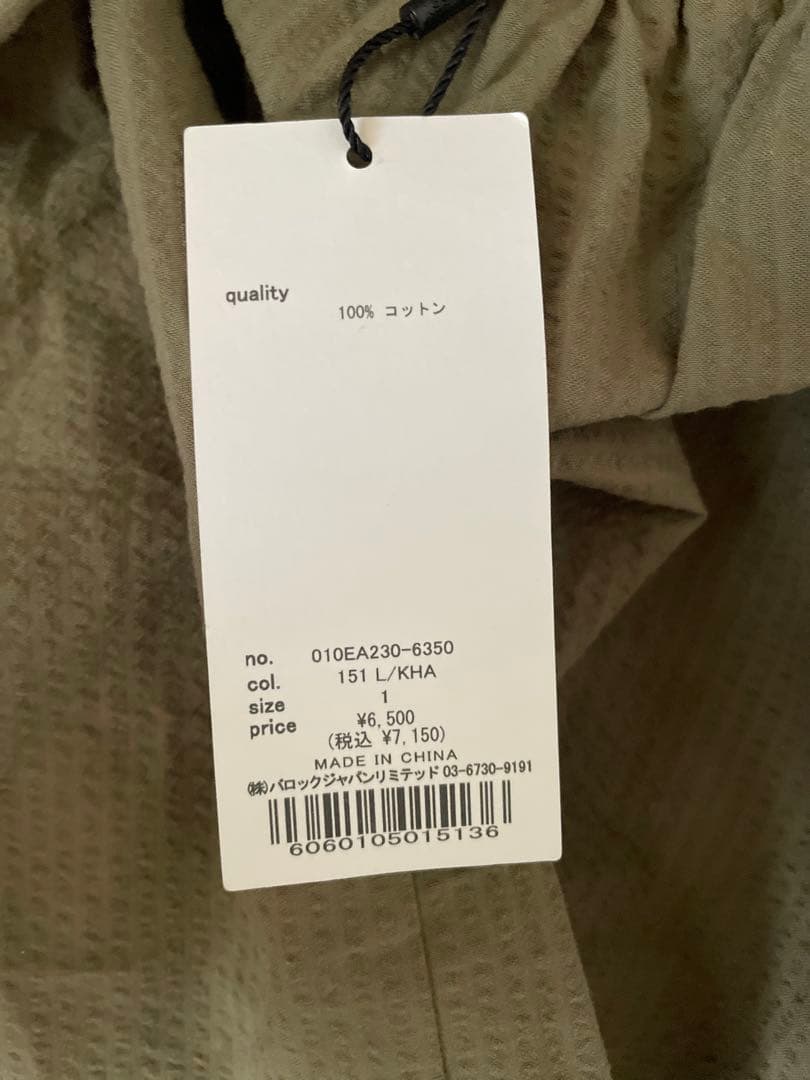 quality
100% コットン
no. 010EA230-6350
col. 151 L/KHA
size 1
price ¥6,500
(税込 ¥7,150)
MADE IN CHINA
㈱バロックジャパンリミテッド 03-6730-9191
6060105015136